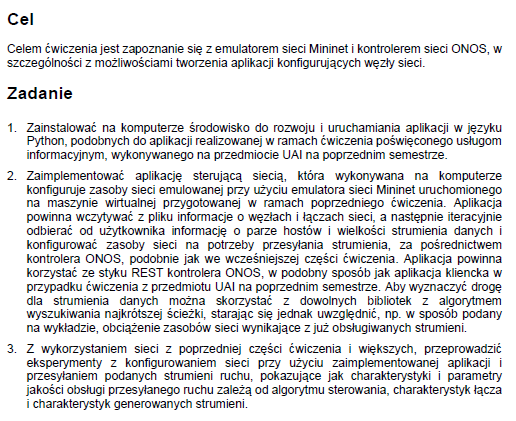 Cel
Celem ćwiczenia jest zapoznanie się z emulatorem sieci Mininet i kontrolerem sieci ONOS, w
szczególności z możliwościami tworzenia aplikacji konfigurujących węzły sieci.
Zadanie
1. Zainstalować na komputerze środowisko do rozwoju i uruchamiania aplikacji w języku
Python, podobnych do aplikacji realizowanej w ramach ćwiczenia poświęconego usługom
informacyjnym, wykonywanego na przedmiocie UAI na poprzednim semestrze.
2. Zaimplementować aplikację sterującą siecią, która wykonywana na komputerze
konfiguruje zasoby sieci emulowanej przy użyciu emulatora sieci Mininet uruchomionego
na maszynie wirtualnej przygotowanej w ramach poprzedniego ćwiczenia. Aplikacja
powinna wczytywać z pliku informacje o węzłach i łączach sieci, a następnie iteracyjnie
odbierać od użytkownika informację o parze hostów i wielkości strumienia danych i
konfigurować zasoby sieci na potrzeby przesyłania strumienia, za pośrednictwem
kontrolera ONOS, podobnie jak we wcześniejszej części ćwiczenia. Aplikacja powinna
korzystać ze styku REST kontrolera ONOS, w podobny sposób jak aplikacja kliencka w
przypadku ćwiczenia z przedmiotu UAI na poprzednim semestrze. Aby wyznaczyć drogę
dla strumienia danych można skorzystać z dowolnych bibliotek z algorytmem
wyszukiwania najkrótszej ścieżki, starając się jednak uwzględnić, np. w sposób podany
na wykładzie, obciążenie zasobów sieci wynikające z już obsługiwanych strumieni.
3. Z wykorzystaniem sieci z poprzedniej części ćwiczenia i większych, przeprowadzić
eksperymenty z konfigurowaniem sieci przy użyciu zaimplementowanej aplikacji i
przesyłaniem podanych strumieni ruchu, pokazujące jak charakterystyki i parametry
jakości obsługi przesyłanego ruchu zależą od algorytmu sterowania, charakterystyk łącza
i charakterystyk generowanych strumieni.